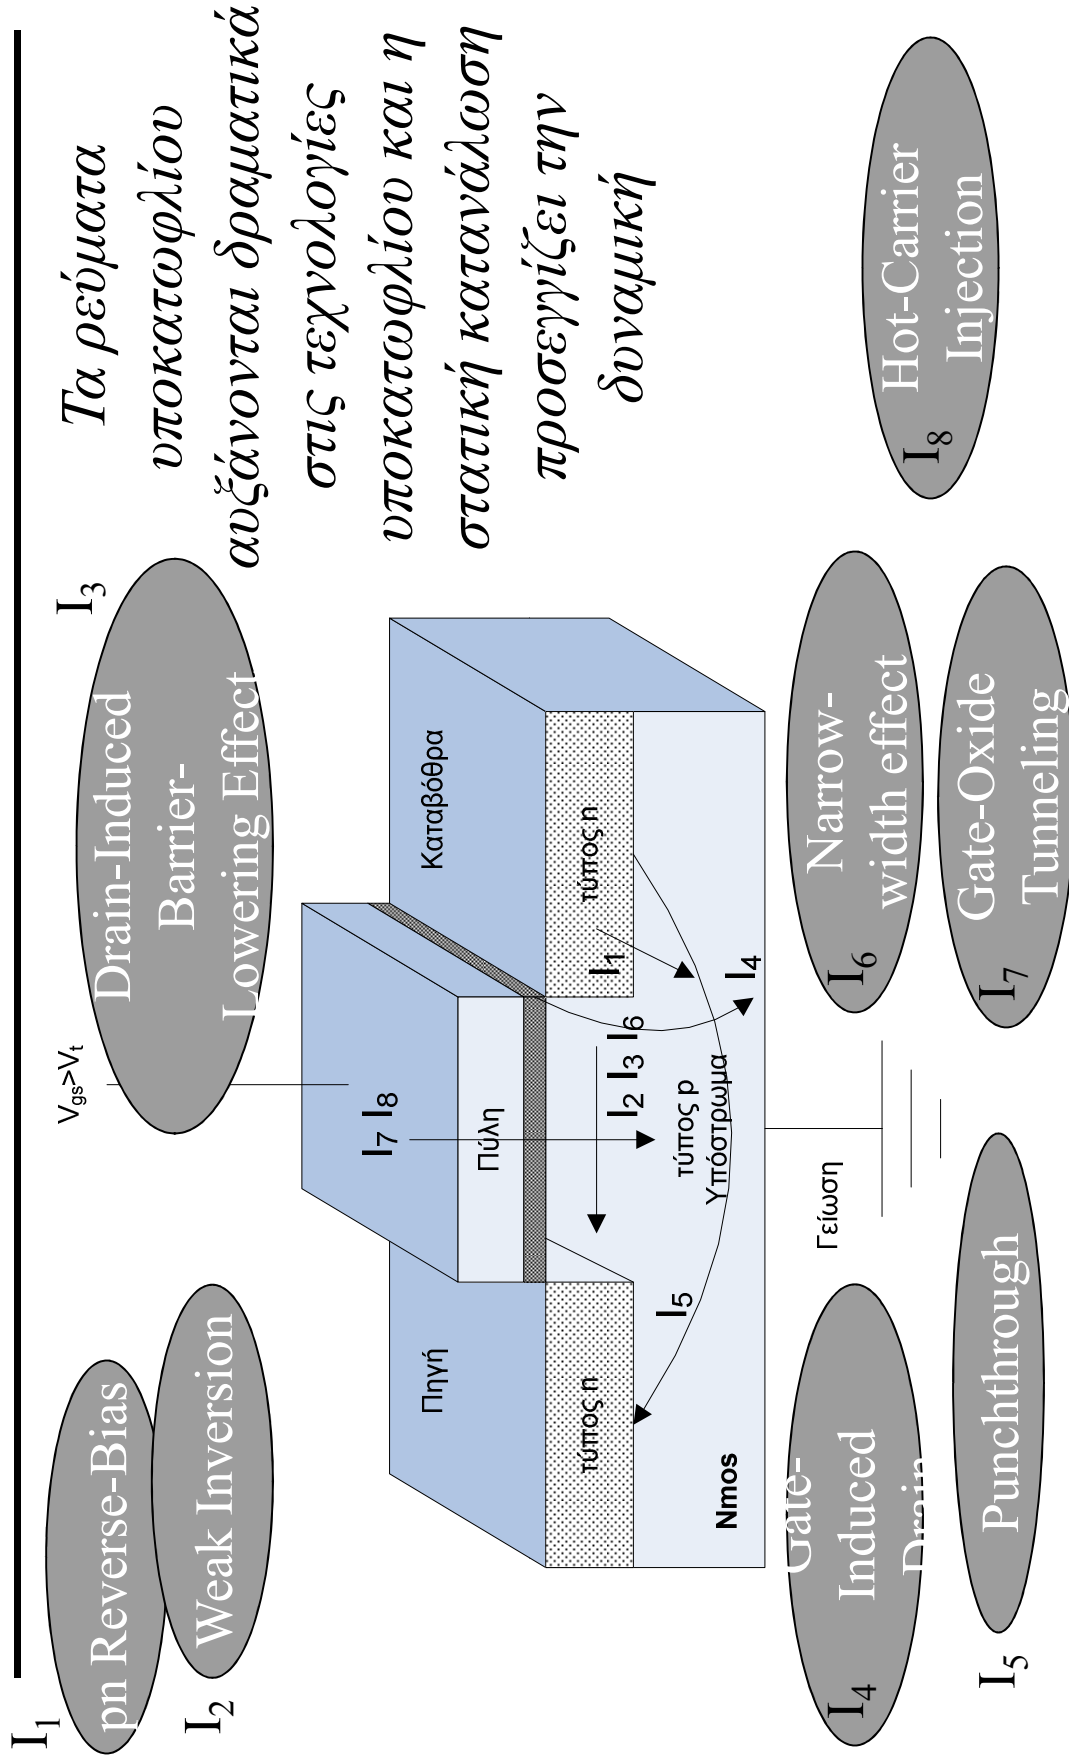 I1
pn Reverse-Bias
I2
Weak Inversion
Vgs>Vt
I3
Drain-Induced
Barrier-
Lowering Effect
Τα ρεύματα
υποκατωφλίου
αυξάνονται δραματικά
στις τεχνολογίες
υποκατωφλίου και η
στατική κατανάλωση
προσεγγίζει την
δυναμική
I7 I8
Πηγή
Πύλη
Καταβόθρα
τύπος n
τύπος n
I1
I2 I3 I6
I5
τύπος p
Υπόστρωμα
I4
Nmos
Γείωση
I4
Gate-
Induced
Drain
I5
Punchthrough
I6
Narrow-
width effect
I7
Gate-Oxide
Tunneling
I8
Hot-Carrier
Injection